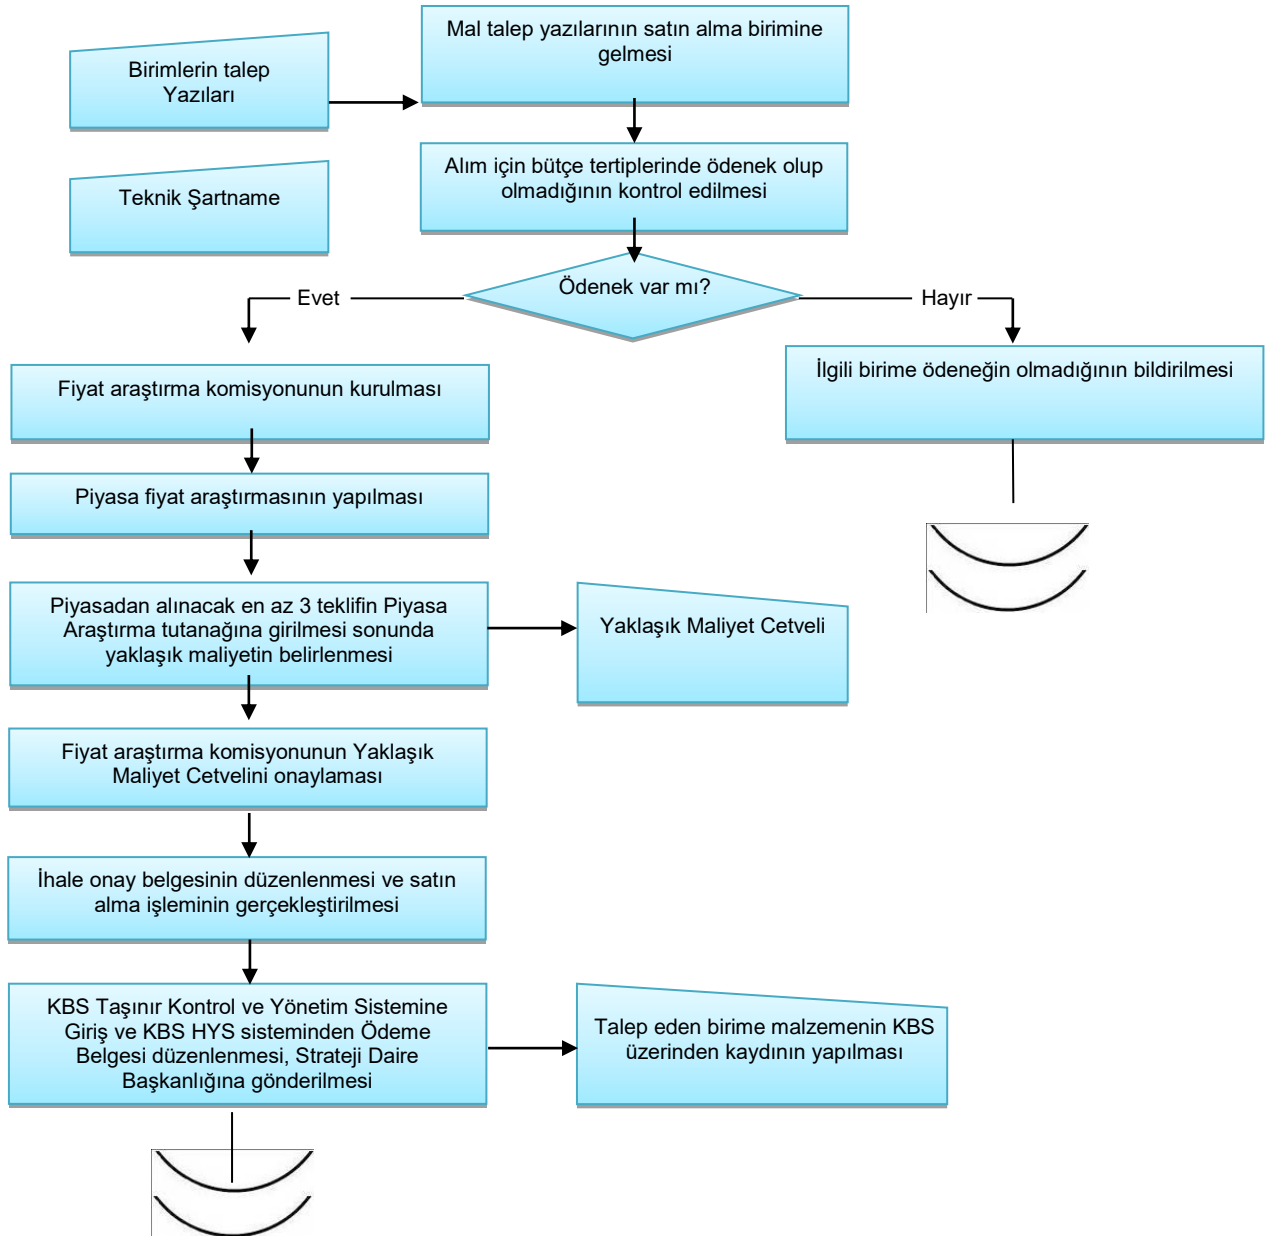 Mal talep yazılarının satın alma birimine
gelmesi
Birimlerin talep
Yazıları
Alım için bütçe tertiplerinde ödenek olup
olmadığının kontrol edilmesi
Teknik Şartname
Ödenek var mı?
Evet
Hayır
Fiyat araştırma komisyonunun kurulması
İlgili birime ödeneğin olmadığının bildirilmesi
Piyasa fiyat araştırmasının yapılması
Piyasadan alınacak en az 3 teklifin Piyasa
Araştırma tutanağına girilmesi sonunda
yaklaşık maliyetin belirlenmesi
Yaklaşık Maliyet Cetveli
Fiyat araştırma komisyonunun Yaklaşık
Maliyet Cetvelini onaylaması
İhale onay belgesinin düzenlenmesi ve satın
alma işleminin gerçekleştirilmesi
KBS Taşınır Kontrol ve Yönetim Sistemine
Giriş ve KBS HYS sisteminden Ödeme
Belgesi düzenlenmesi, Strateji Daire
Başkanlığına gönderilmesi
Talep eden birime malzemenin KBS
üzerinden kaydının yapılması